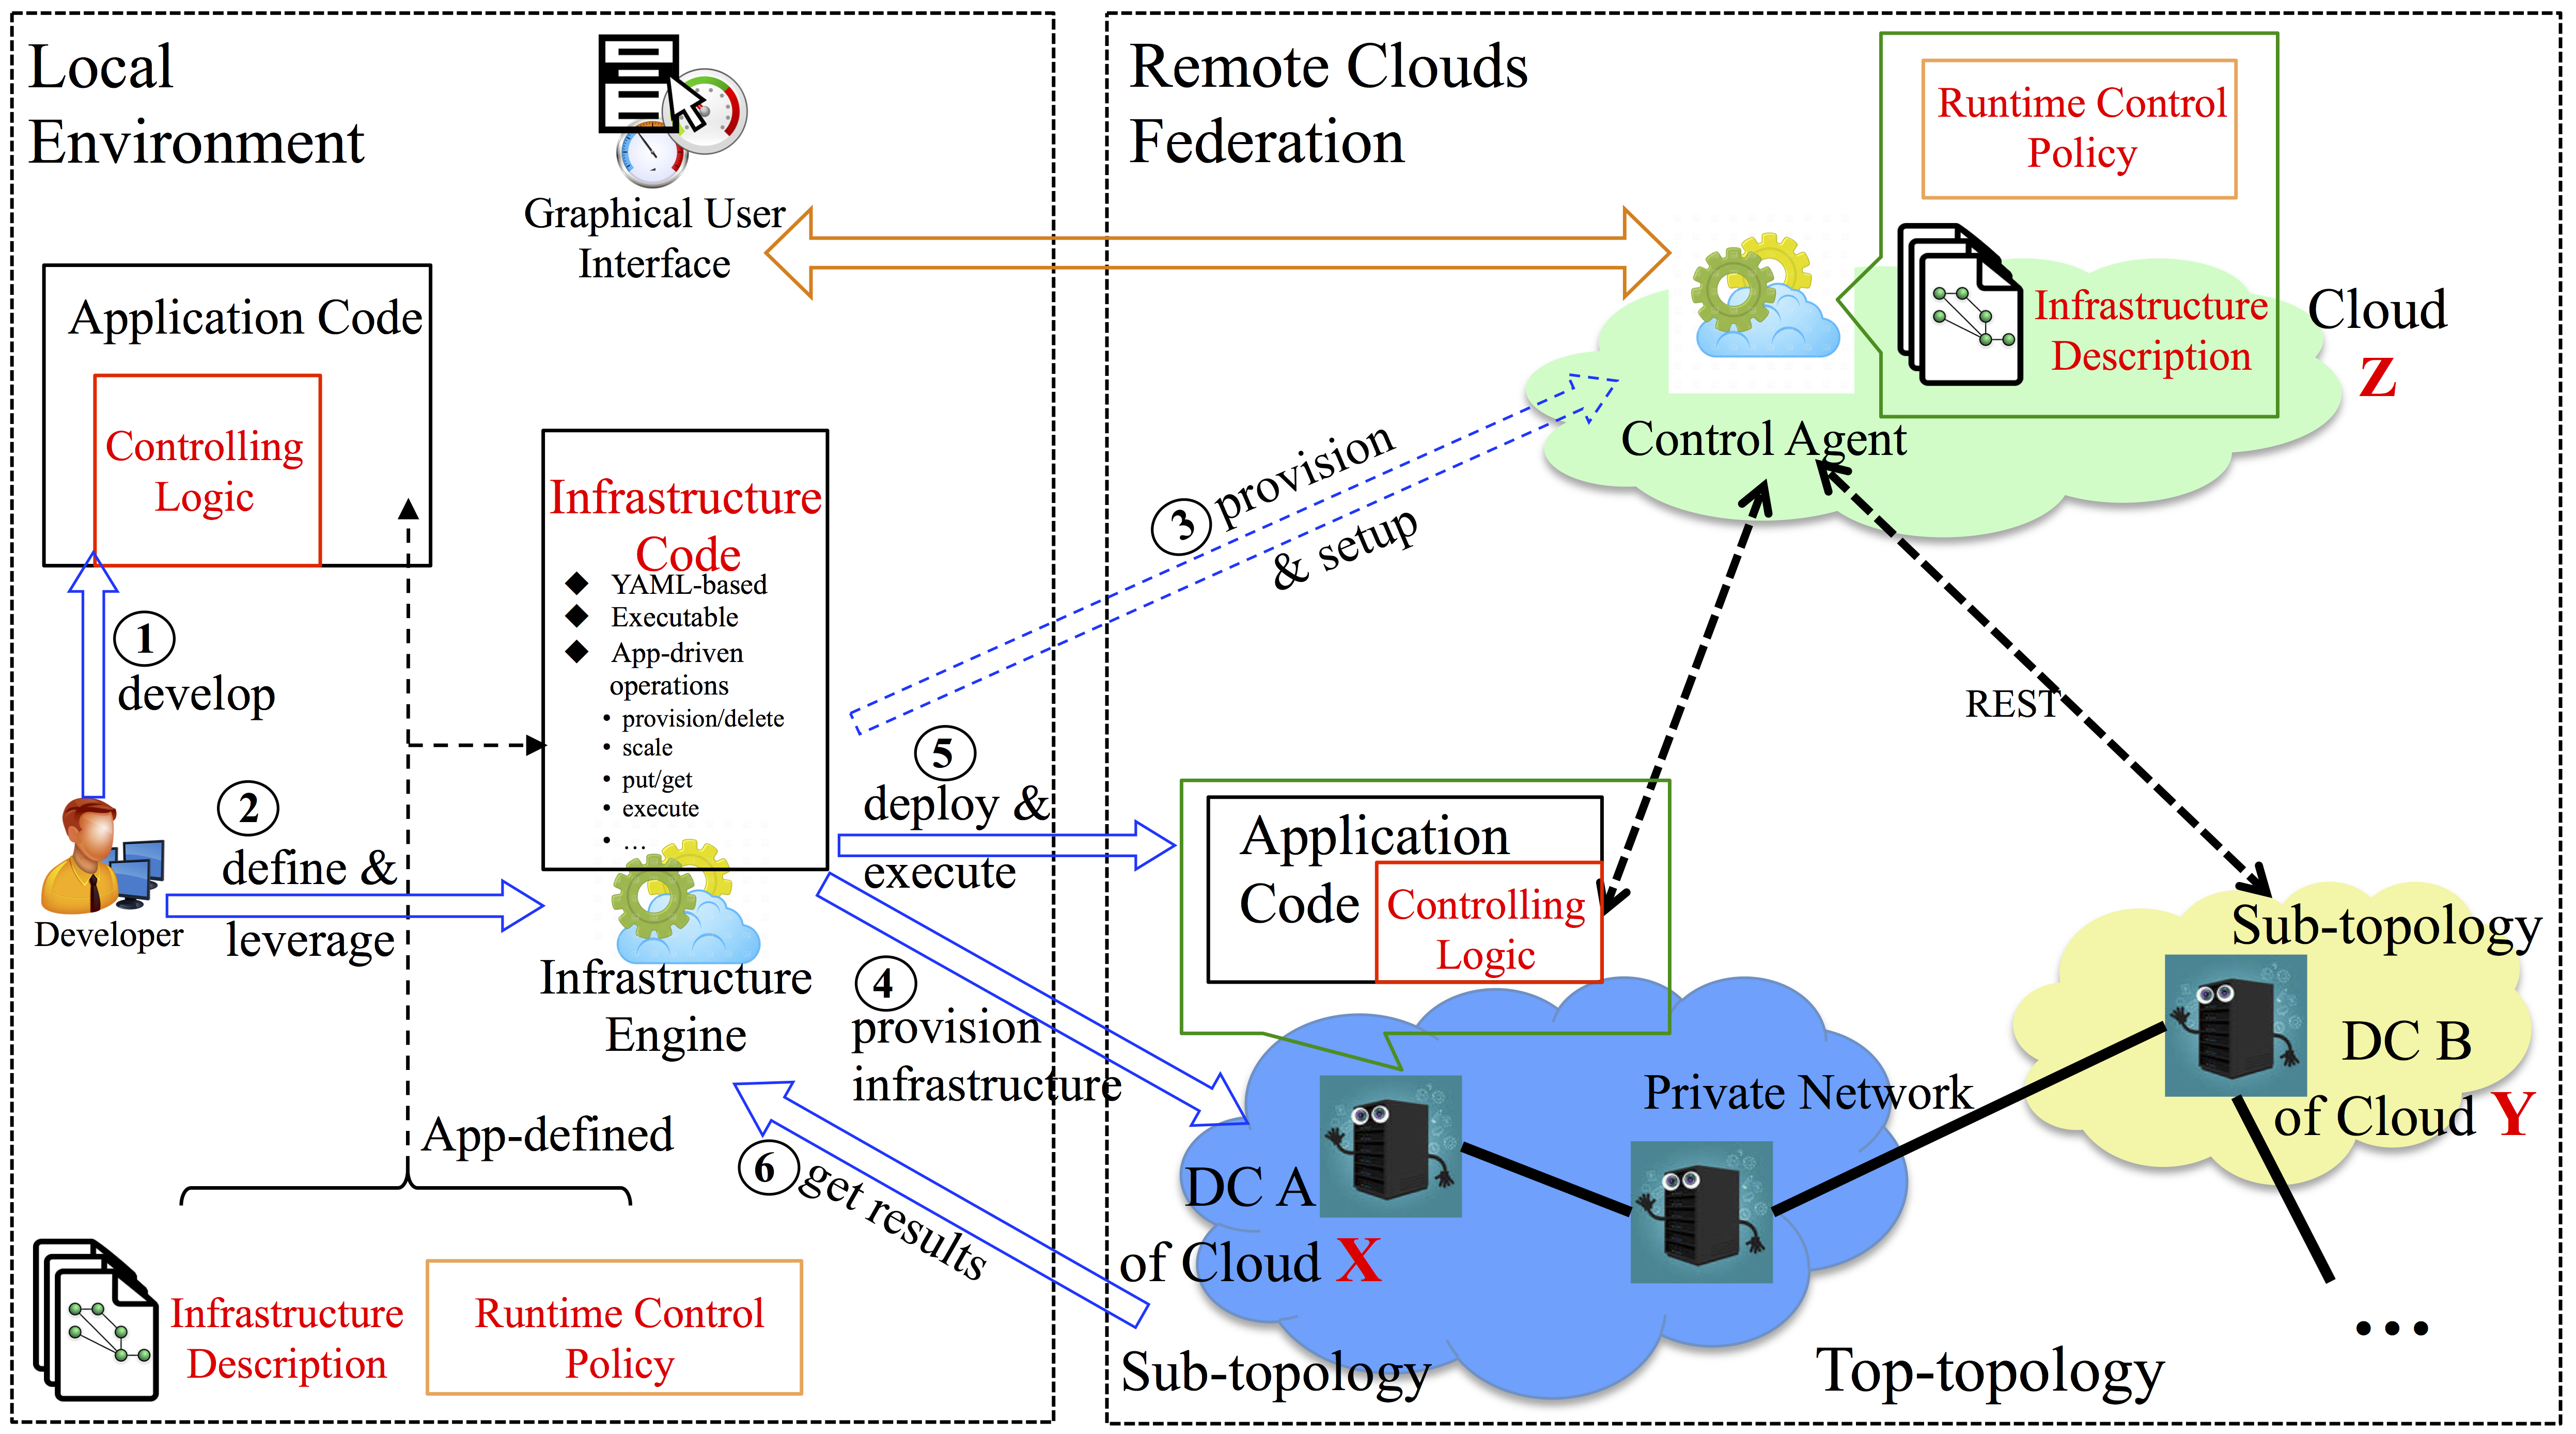 Local
Environment
Graphical User
Interface
Application Code
Controlling
Logic
Infrastructure
Code
◆ YAML-based
◆ Executable
◆ App-driven
operations
• provision/delete
• scale
• put/get
• execute
• …
1
develop
2
define &
leverage
Developer
Infrastructure
Engine
App-defined
Infrastructure
Description
Runtime Control
Policy
3 provision
& setup
5
deploy &
execute
4
provision
infrastructure
6 get results
Remote Clouds
Federation
Runtime Control
Policy
Infrastructure
Description
Cloud
Z
Control Agent
REST
Application
Code
Controlling
Logic
Sub-topology
DC B
of Cloud Y
Private Network
DC A
of Cloud X
Sub-topology
Top-topology
...